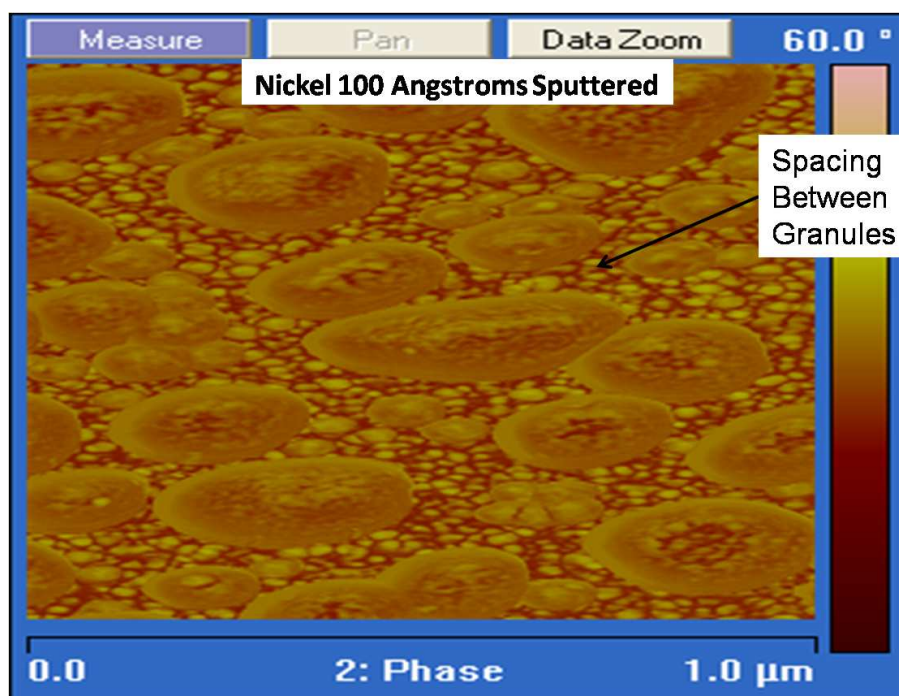 Measure Pan Data Zoom 60.0 °
Nickel 100 Angstroms Sputtered
Spacing
Between
Granules
0.0 2: Phase 1.0 µm